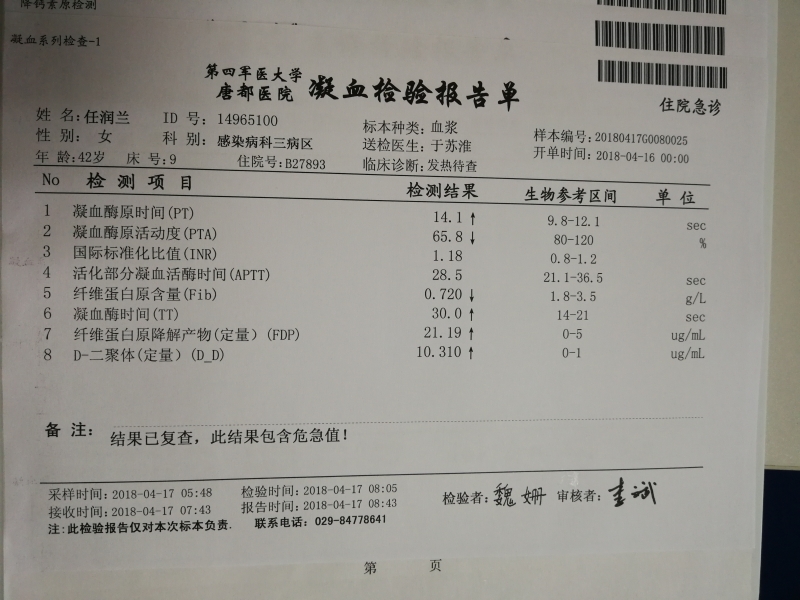 降钙素原检测
凝血系列检查-1
第四军医大学
唐都医院 凝血检验报告单
住院急诊
姓 名: 任润兰 ID 号: 14965100 标本种类: 血浆 样本编号: 20180417G0080025
性 别: 女 科 别: 感染病科三病区 送检医生: 于苏淮 开单时间: 2018-04-16 00:00
年 龄: 42岁 床 号: 9 住院号: B27893 临床诊断: 发热待查
No 检 测 项 目 检测结果 生物参考区间 单 位
1 凝血酶原时间(PT) 14.1 ↑ 9.8-12.1 sec
2 凝血酶原活动度(PTA) 65.8 ↓ 80-120 %
3 国际标准化比值(INR) 1.18 0.8-1.2
4 活化部分凝血活酶时间(APTT) 28.5 21.1-36.5 sec
5 纤维蛋白原含量(Fib) 0.720 ↓ 1.8-3.5 g/L
6 凝血酶时间(TT) 30.0 ↑ 14-21 sec
7 纤维蛋白原降解产物(定量)(FDP) 21.19 ↑ 0-5 ug/mL
8 D-二聚体(定量)(D_D) 10.310 ↑ 0-1 ug/mL
备 注: 结果已复查, 此结果包含危急值!
采样时间: 2018-04-17 05:48 检验时间: 2018-04-17 08:05 检验者: 魏姗 审核者:
接收时间: 2018-04-17 07:43 报告时间: 2018-04-17 08:43
注: 此检验报告仅对本次标本负责. 联系电话: 029-84778641
第 页